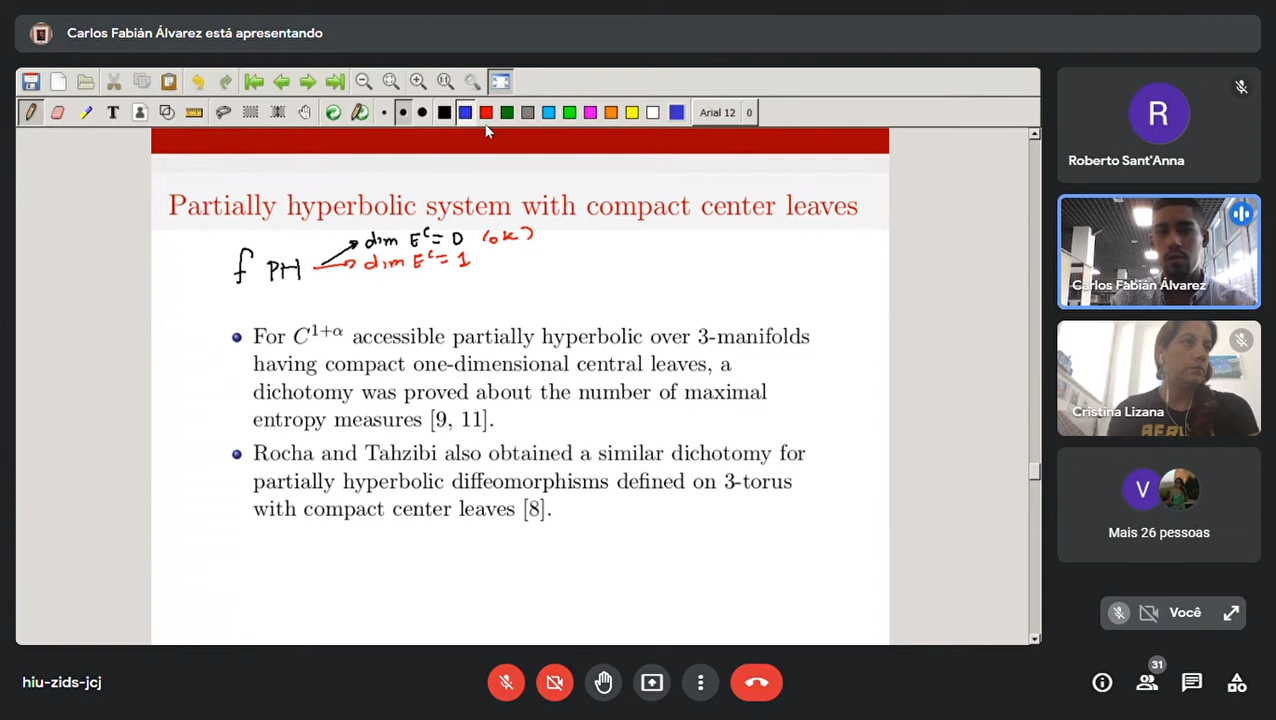 Carlos Fabián Álvarez está apresentando
T
Arial 12
0
Partially hyperbolic system with compact center leaves
f PH
dim E^c = 0 (ok)
dim E^c = 1
For C^{1+α} accessible partially hyperbolic over 3-manifolds
having compact one-dimensional central leaves, a
dichotomy was proved about the number of maximal
entropy measures [9, 11].
Rocha and Tahzibi also obtained a similar dichotomy for
partially hyperbolic diffeomorphisms defined on 3-torus
with compact center leaves [8].
R
Roberto Sant'Anna
Carlos Fabián Álvarez
Cristina Lizana
V
Mais 26 pessoas
Você
hiu-zids-jcj
31